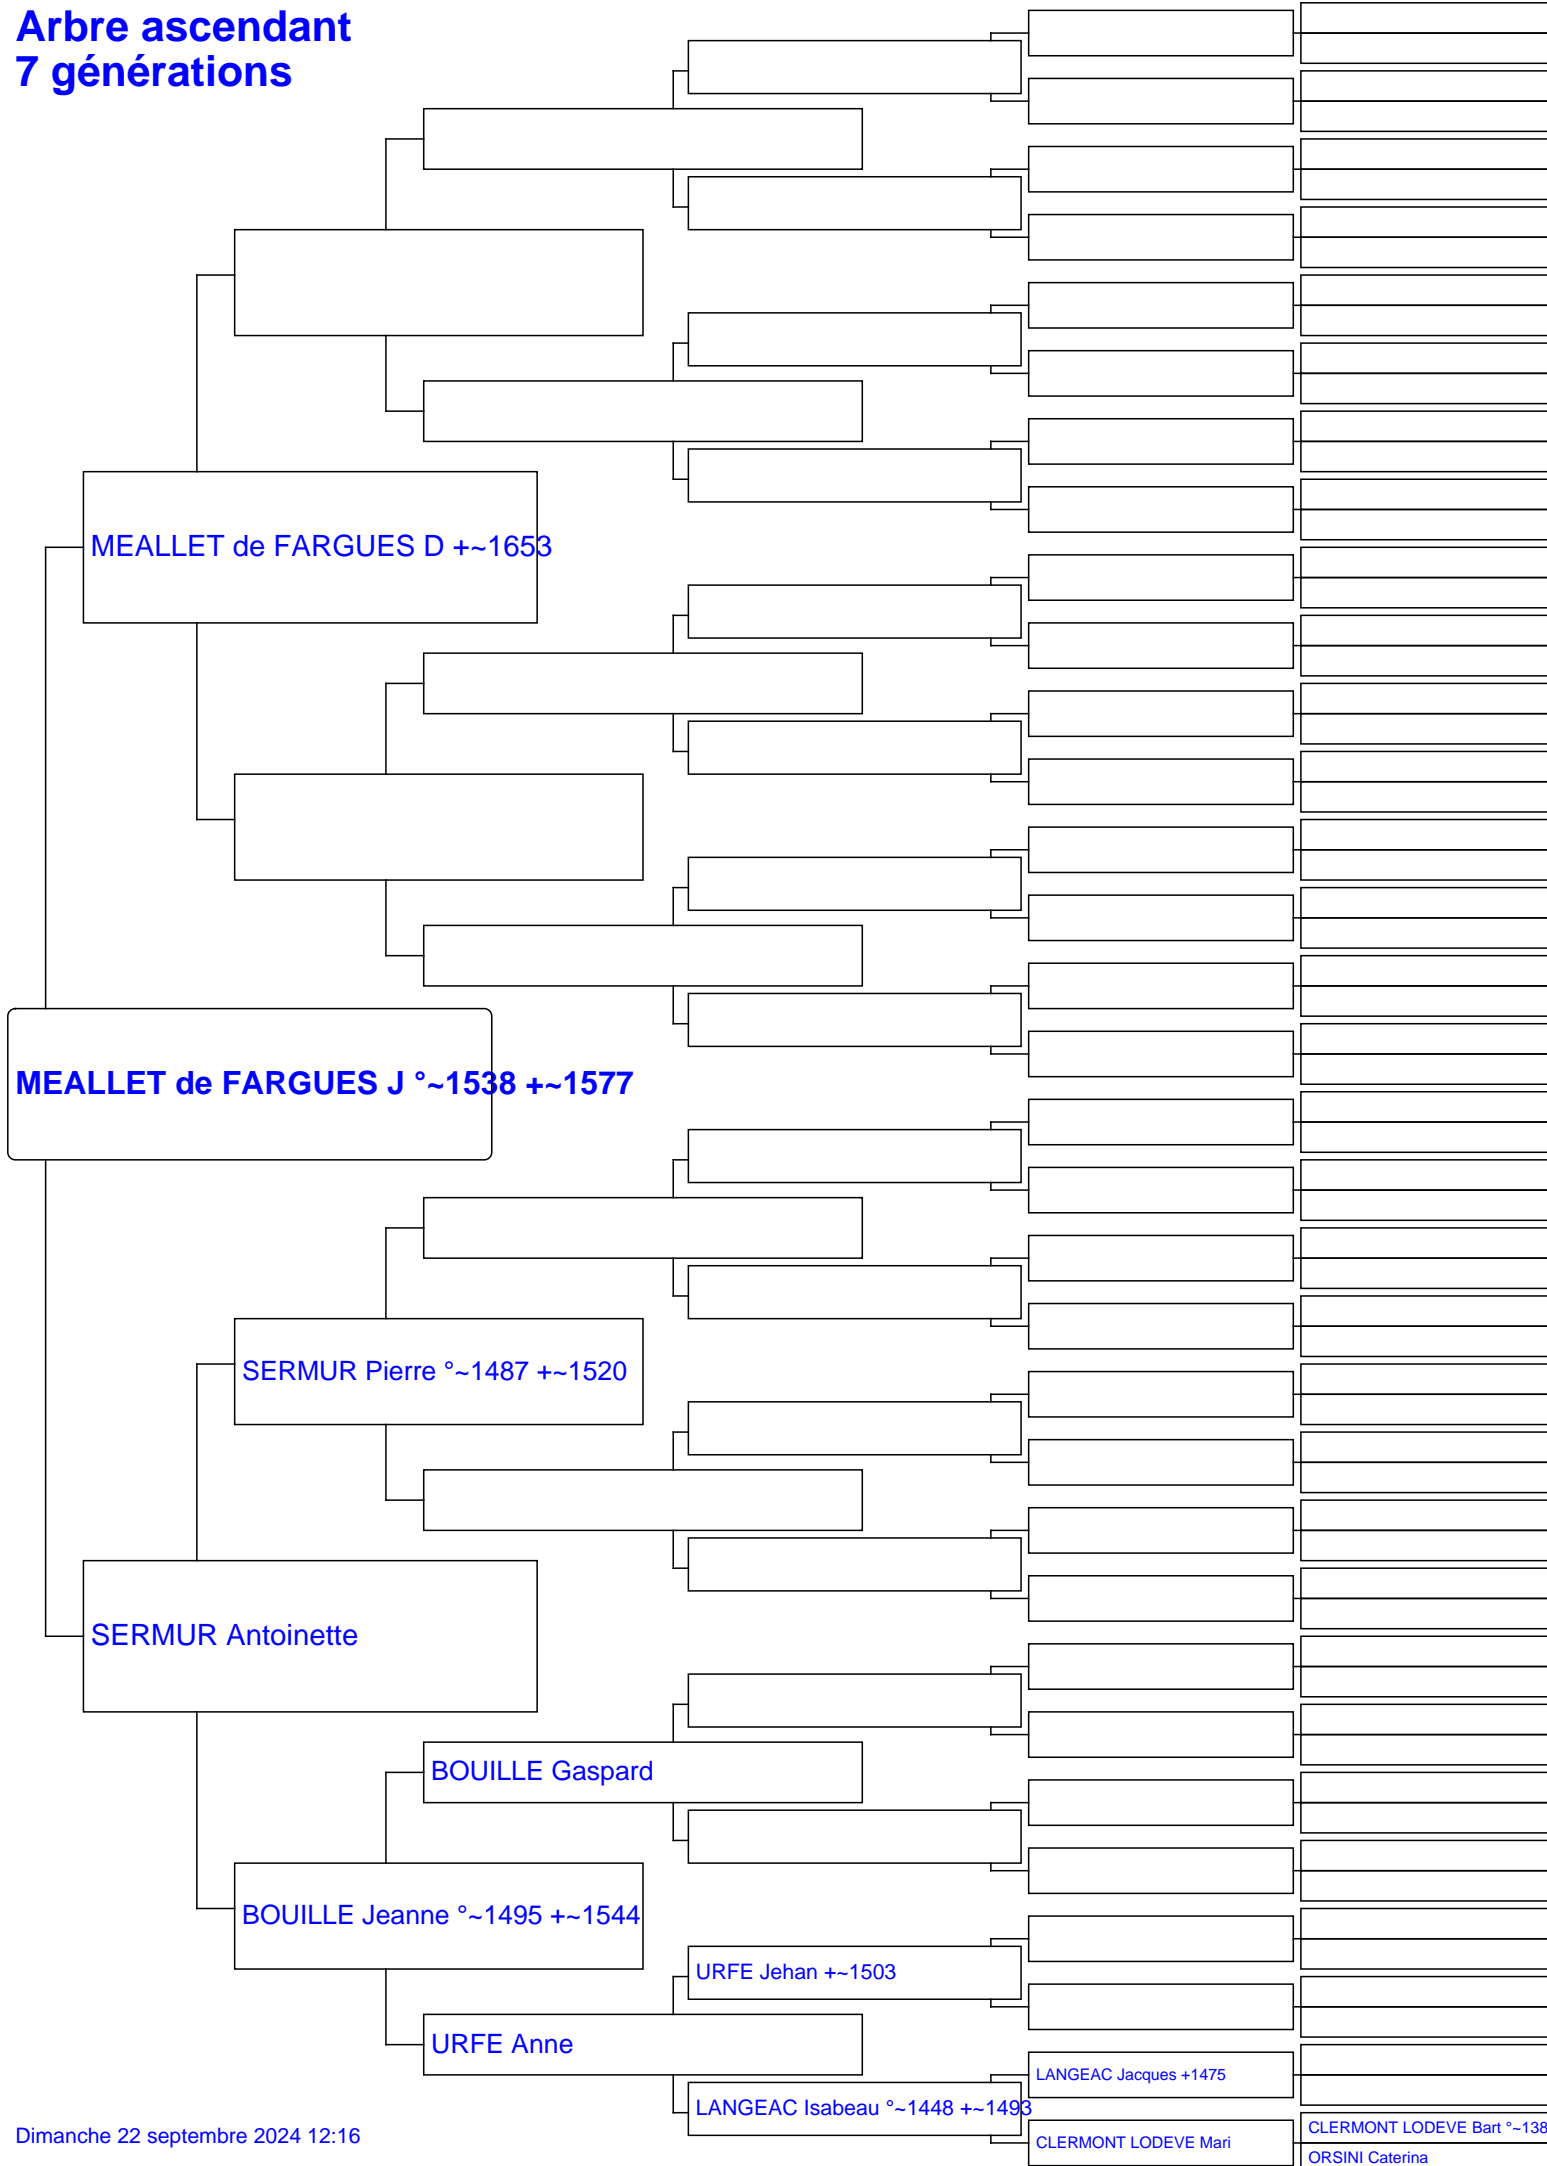 Arbre ascendant
7 générations
MEALLET de FARGUES D +~1653
MEALLET de FARGUES J °~1538 +~1577
SERMUR Pierre °~1487 +~1520
SERMUR Antoinette
BOUILLE Gaspard
BOUILLE Jeanne °~1495 +~1544
URFE Jehan +~1503
URFE Anne
LANGEAC Jacques +1475
LANGEAC Isabeau °~1448 +~1493
CLERMONT LODEVE Bart °~138
CLERMONT LODEVE Mari
ORSINI Caterina
Dimanche 22 septembre 2024 12:16